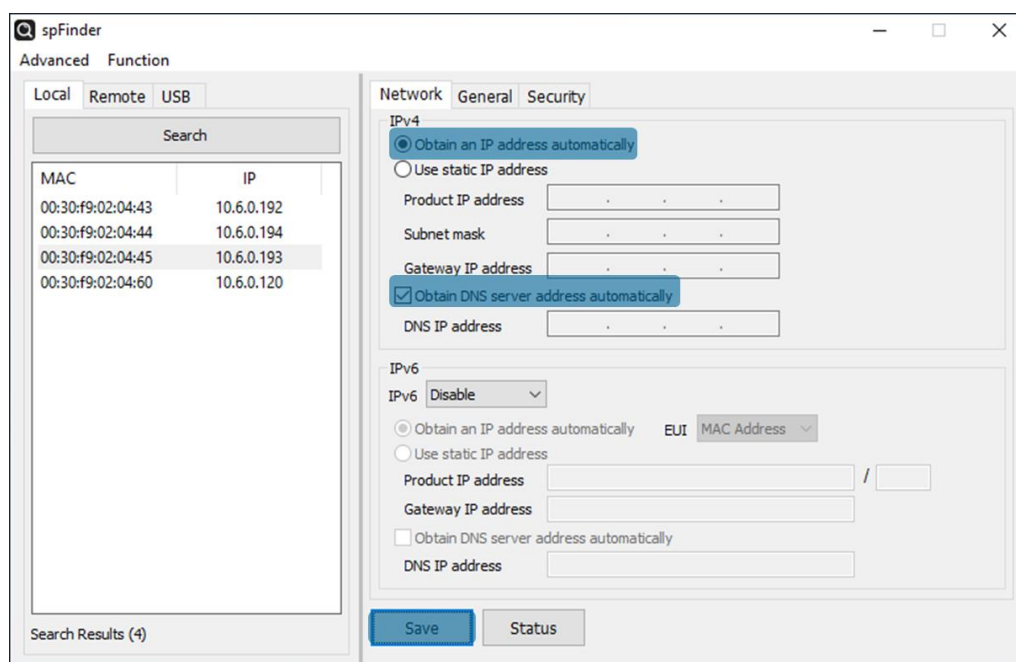 spFinder
Advanced Function
Local Remote USB
Search
MAC IP
00:30:f9:02:04:43 10.6.0.192
00:30:f9:02:04:44 10.6.0.194
00:30:f9:02:04:45 10.6.0.193
00:30:f9:02:04:60 10.6.0.120
Search Results (4)
Network General Security
IPv4
Obtain an IP address automatically
Use static IP address
Product IP address . . .
Subnet mask . . .
Gateway IP address . . .
Obtain DNS server address automatically
DNS IP address . . .
IPv6
IPv6 Disable
Obtain an IP address automatically EUI MAC Address
Use static IP address
Product IP address /
Gateway IP address
Obtain DNS server address automatically
DNS IP address
Save Status